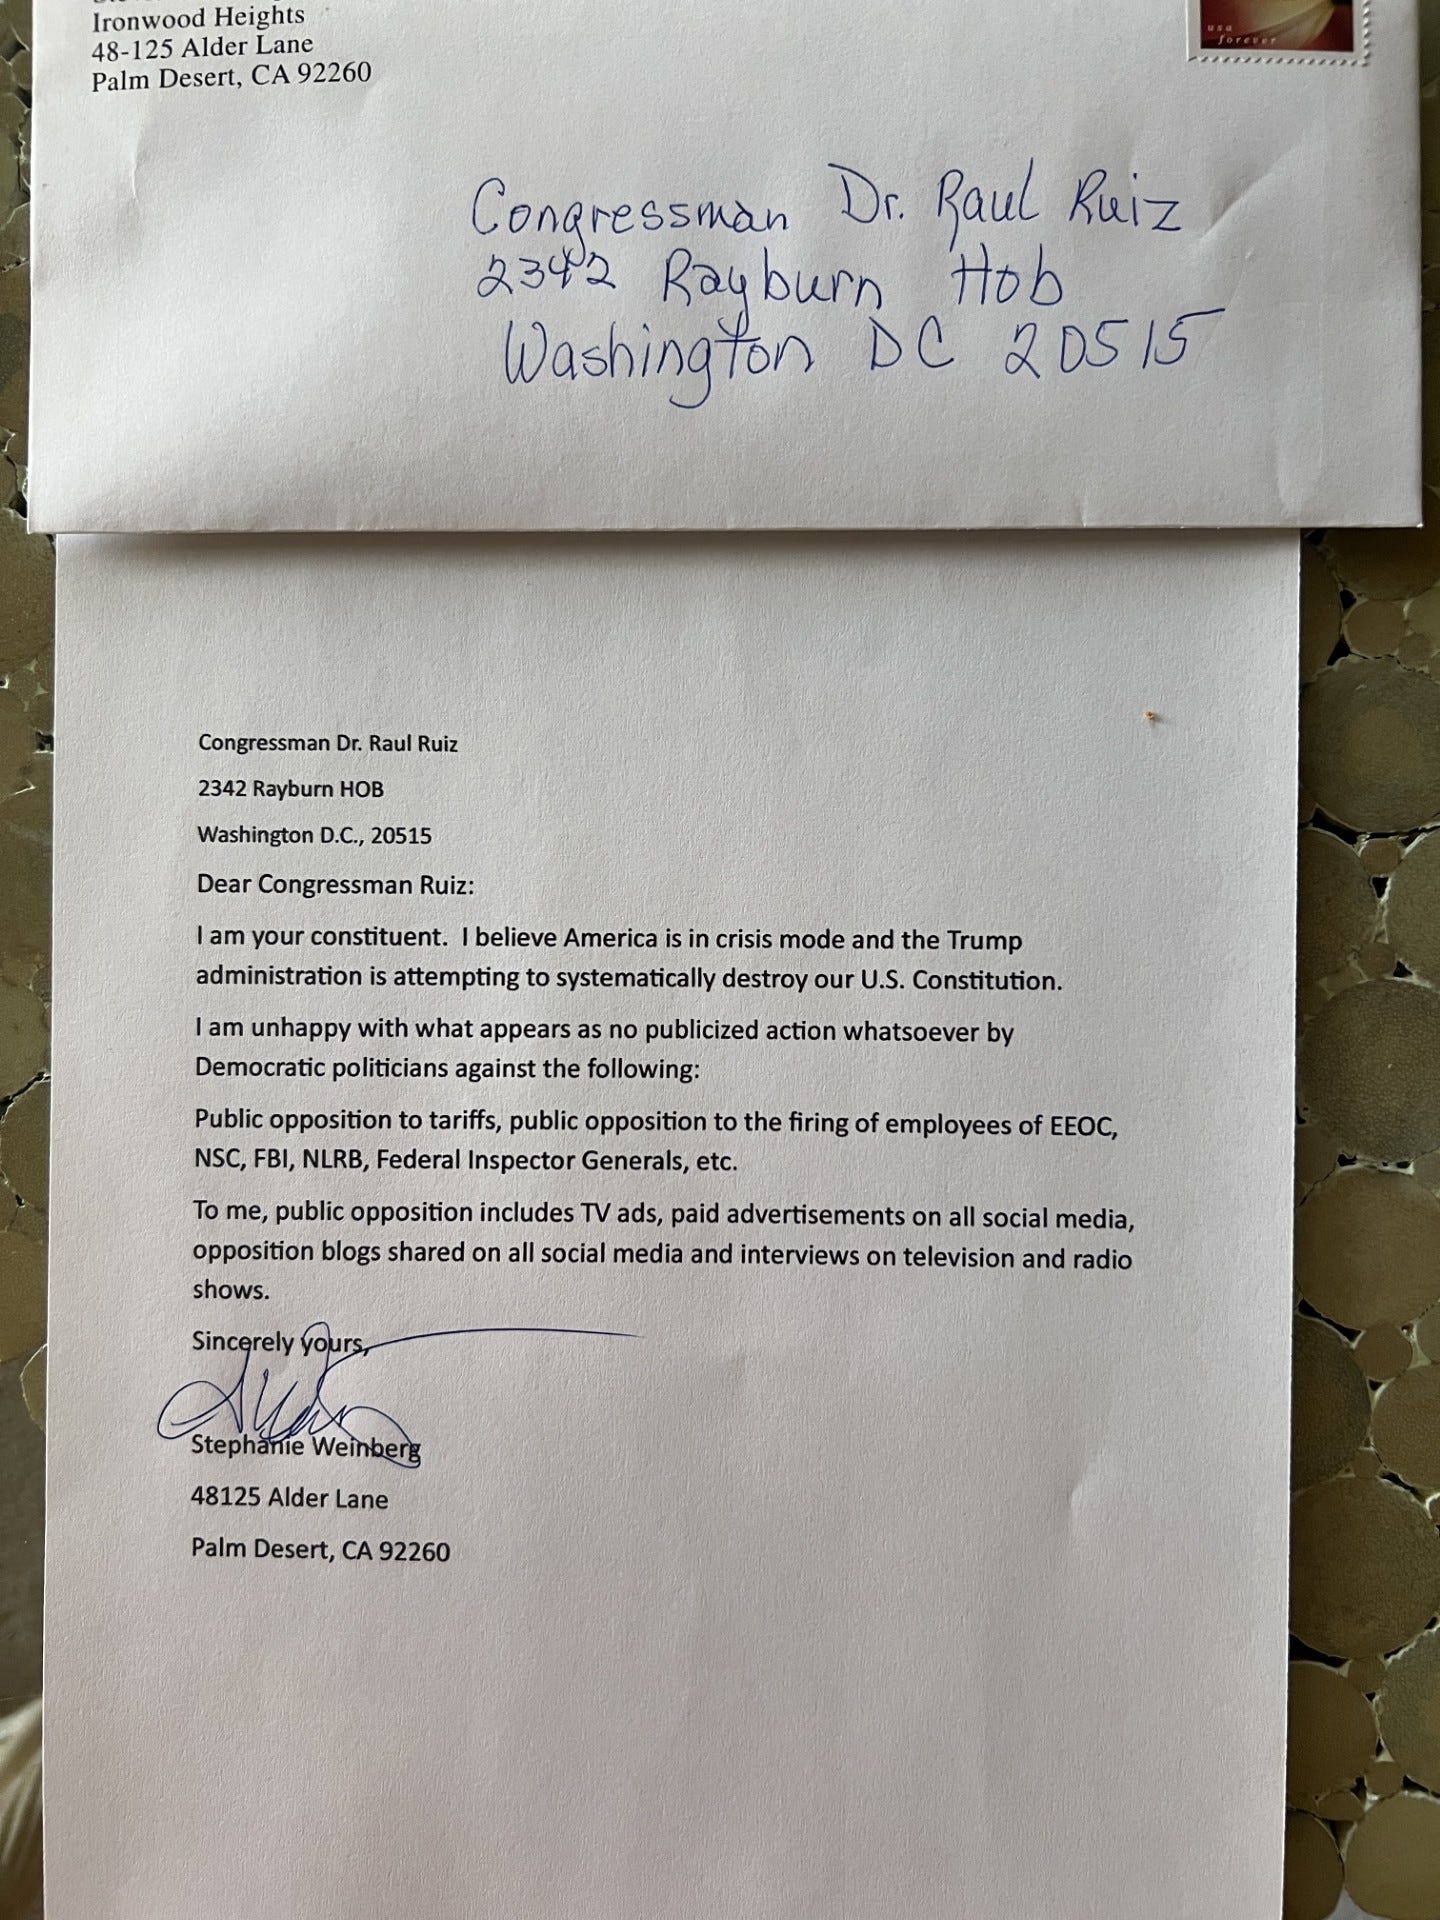 Ironwood Heights
48-125 Alder Lane
Palm Desert, CA 92260
usa
forever
Congressman Dr. Raul Ruiz
2342 Rayburn Hob
Washington DC 20515
Congressman Dr. Raul Ruiz
2342 Rayburn HOB
Washington D.C., 20515
Dear Congressman Ruiz:
I am your constituent.  I believe America is in crisis mode and the Trump
administration is attempting to systematically destroy our U.S. Constitution.
I am unhappy with what appears as no publicized action whatsoever by
Democratic politicians against the following:
Public opposition to tariffs, public opposition to the firing of employees of EEOC,
NSC, FBI, NLRB, Federal Inspector Generals, etc.
To me, public opposition includes TV ads, paid advertisements on all social media,
opposition blogs shared on all social media and interviews on television and radio
shows.
Sincerely yours,
Stephanie Weinberg
48125 Alder Lane
Palm Desert, CA 92260